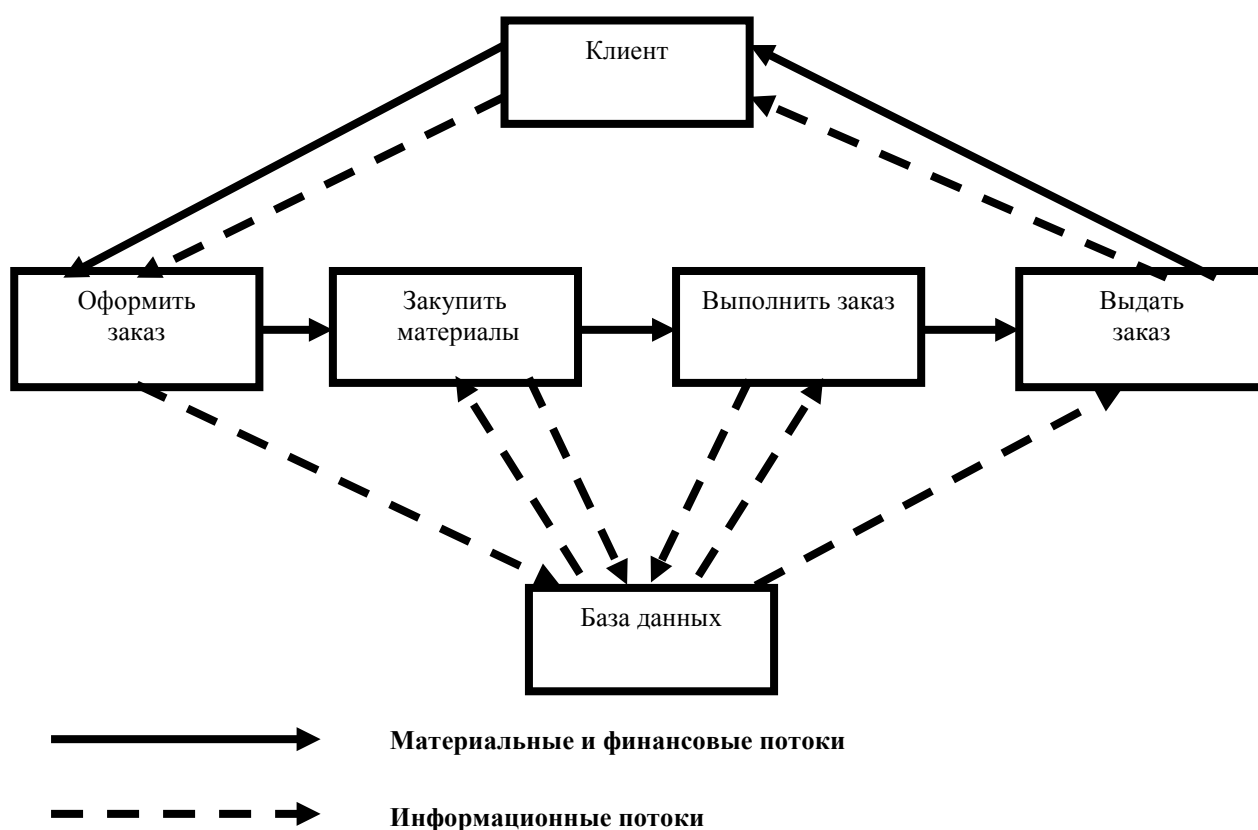 Клиент
Оформить
заказ
Закупить
материалы
Выполнить заказ
Выдать
заказ
База данных
Материальные и финансовые потоки
Информационные потоки